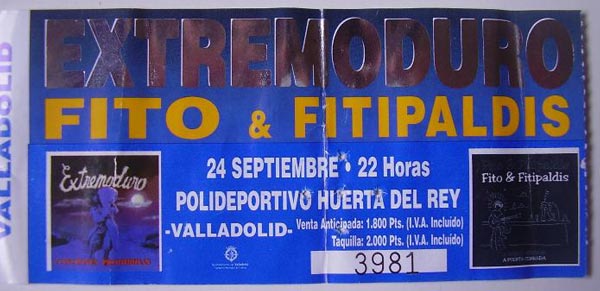 VALLADOLID
EXTREMODURO
FITO & FITIPALDIS
24 SEPTIEMBRE • 22 Horas
POLIDEPORTIVO HUERTA DEL REY
-VALLADOLID-
Venta Anticipada: 1.800 Pts. (I.V.A. Incluido)
Taquilla: 2.000 Pts. (I.V.A. Incluido)
3981
Extremoduro
Fito & Fitipaldis